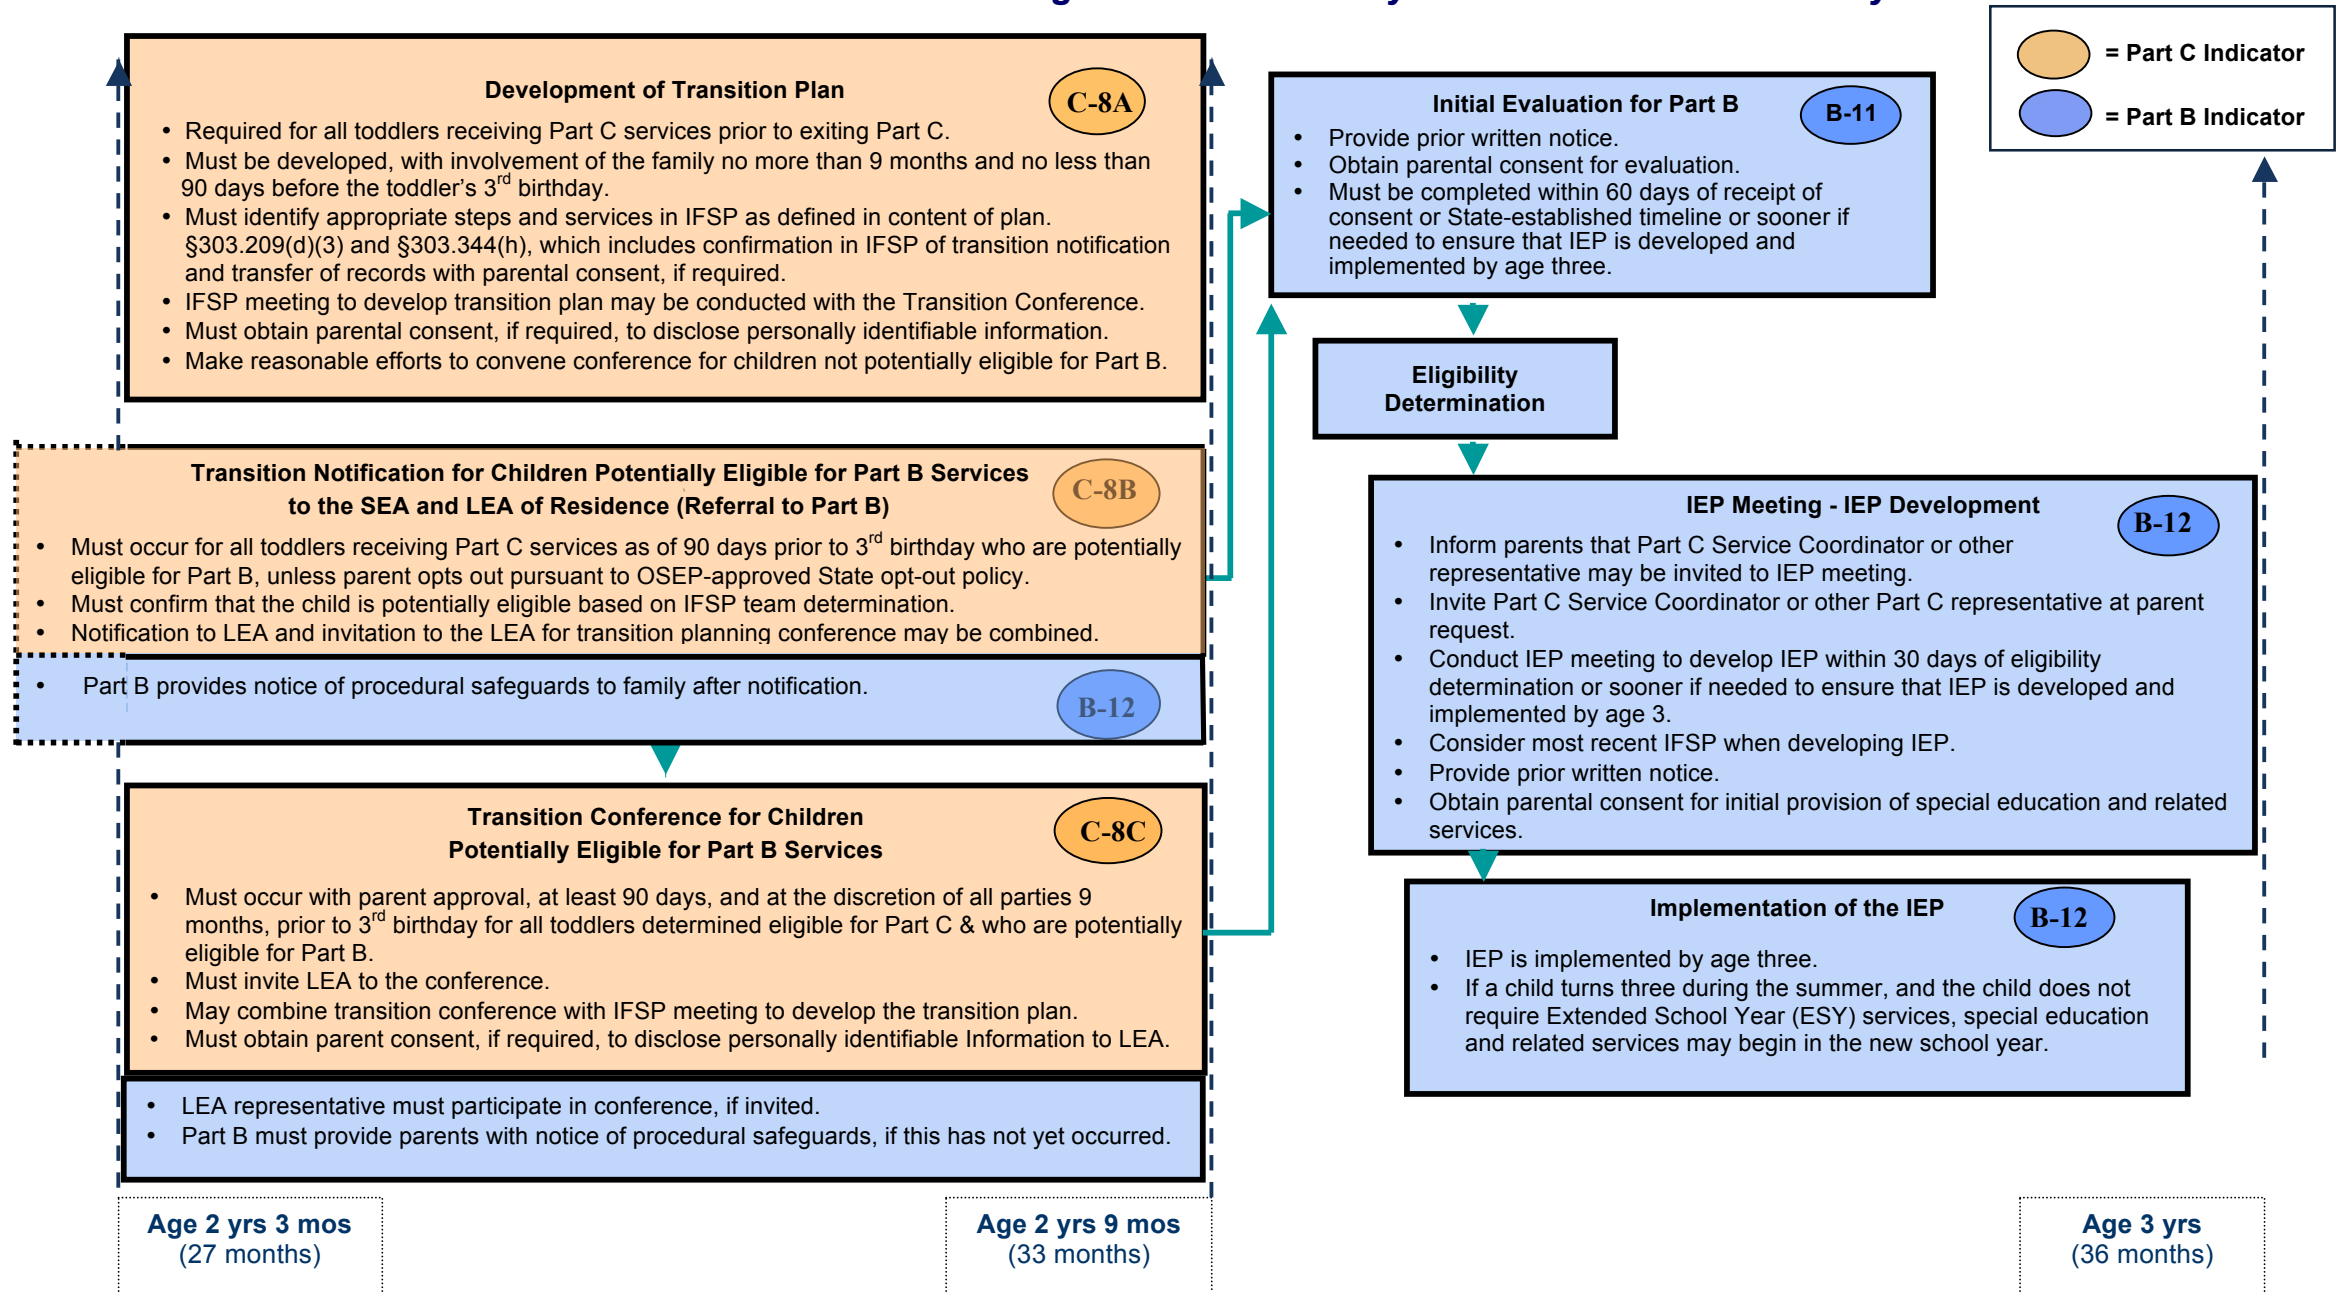 = Part C Indicator
= Part B Indicator
Development of Transition Plan
C-8A
• Required for all toddlers receiving Part C services prior to exiting Part C.
• Must be developed, with involvement of the family no more than 9 months and no less than
90 days before the toddler’s 3rd birthday.
• Must identify appropriate steps and services in IFSP as defined in content of plan.
§303.209(d)(3) and §303.344(h), which includes confirmation in IFSP of transition notification
and transfer of records with parental consent, if required.
• IFSP meeting to develop transition plan may be conducted with the Transition Conference.
• Must obtain parental consent, if required, to disclose personally identifiable information.
• Make reasonable efforts to convene conference for children not potentially eligible for Part B.
Transition Notification for Children Potentially Eligible for Part B Services
to the SEA and LEA of Residence (Referral to Part B)
C-8B
• Must occur for all toddlers receiving Part C services as of 90 days prior to 3rd birthday who are potentially
eligible for Part B, unless parent opts out pursuant to OSEP-approved State opt-out policy.
• Must confirm that the child is potentially eligible based on IFSP team determination.
• Notification to LEA and invitation to the LEA for transition planning conference may be combined.
• Part B provides notice of procedural safeguards to family after notification.
B-12
Transition Conference for Children
Potentially Eligible for Part B Services
C-8C
• Must occur with parent approval, at least 90 days, and at the discretion of all parties 9
months, prior to 3rd birthday for all toddlers determined eligible for Part C & who are potentially
eligible for Part B.
• Must invite LEA to the conference.
• May combine transition conference with IFSP meeting to develop the transition plan.
• Must obtain parent consent, if required, to disclose personally identifiable Information to LEA.
• LEA representative must participate in conference, if invited.
• Part B must provide parents with notice of procedural safeguards, if this has not yet occurred.
Initial Evaluation for Part B
B-11
• Provide prior written notice.
• Obtain parental consent for evaluation.
• Must be completed within 60 days of receipt of
consent or State-established timeline or sooner if
needed to ensure that IEP is developed and
implemented by age three.
Eligibility
Determination
IEP Meeting - IEP Development
B-12
• Inform parents that Part C Service Coordinator or other
representative may be invited to IEP meeting.
• Invite Part C Service Coordinator or other Part C representative at parent
request.
• Conduct IEP meeting to develop IEP within 30 days of eligibility
determination or sooner if needed to ensure that IEP is developed and
implemented by age 3.
• Consider most recent IFSP when developing IEP.
• Provide prior written notice.
• Obtain parental consent for initial provision of special education and related
services.
Implementation of the IEP
B-12
• IEP is implemented by age three.
• If a child turns three during the summer, and the child does not
require Extended School Year (ESY) services, special education
and related services may begin in the new school year.
Age 2 yrs 3 mos
(27 months)
Age 2 yrs 9 mos
(33 months)
Age 3 yrs
(36 months)